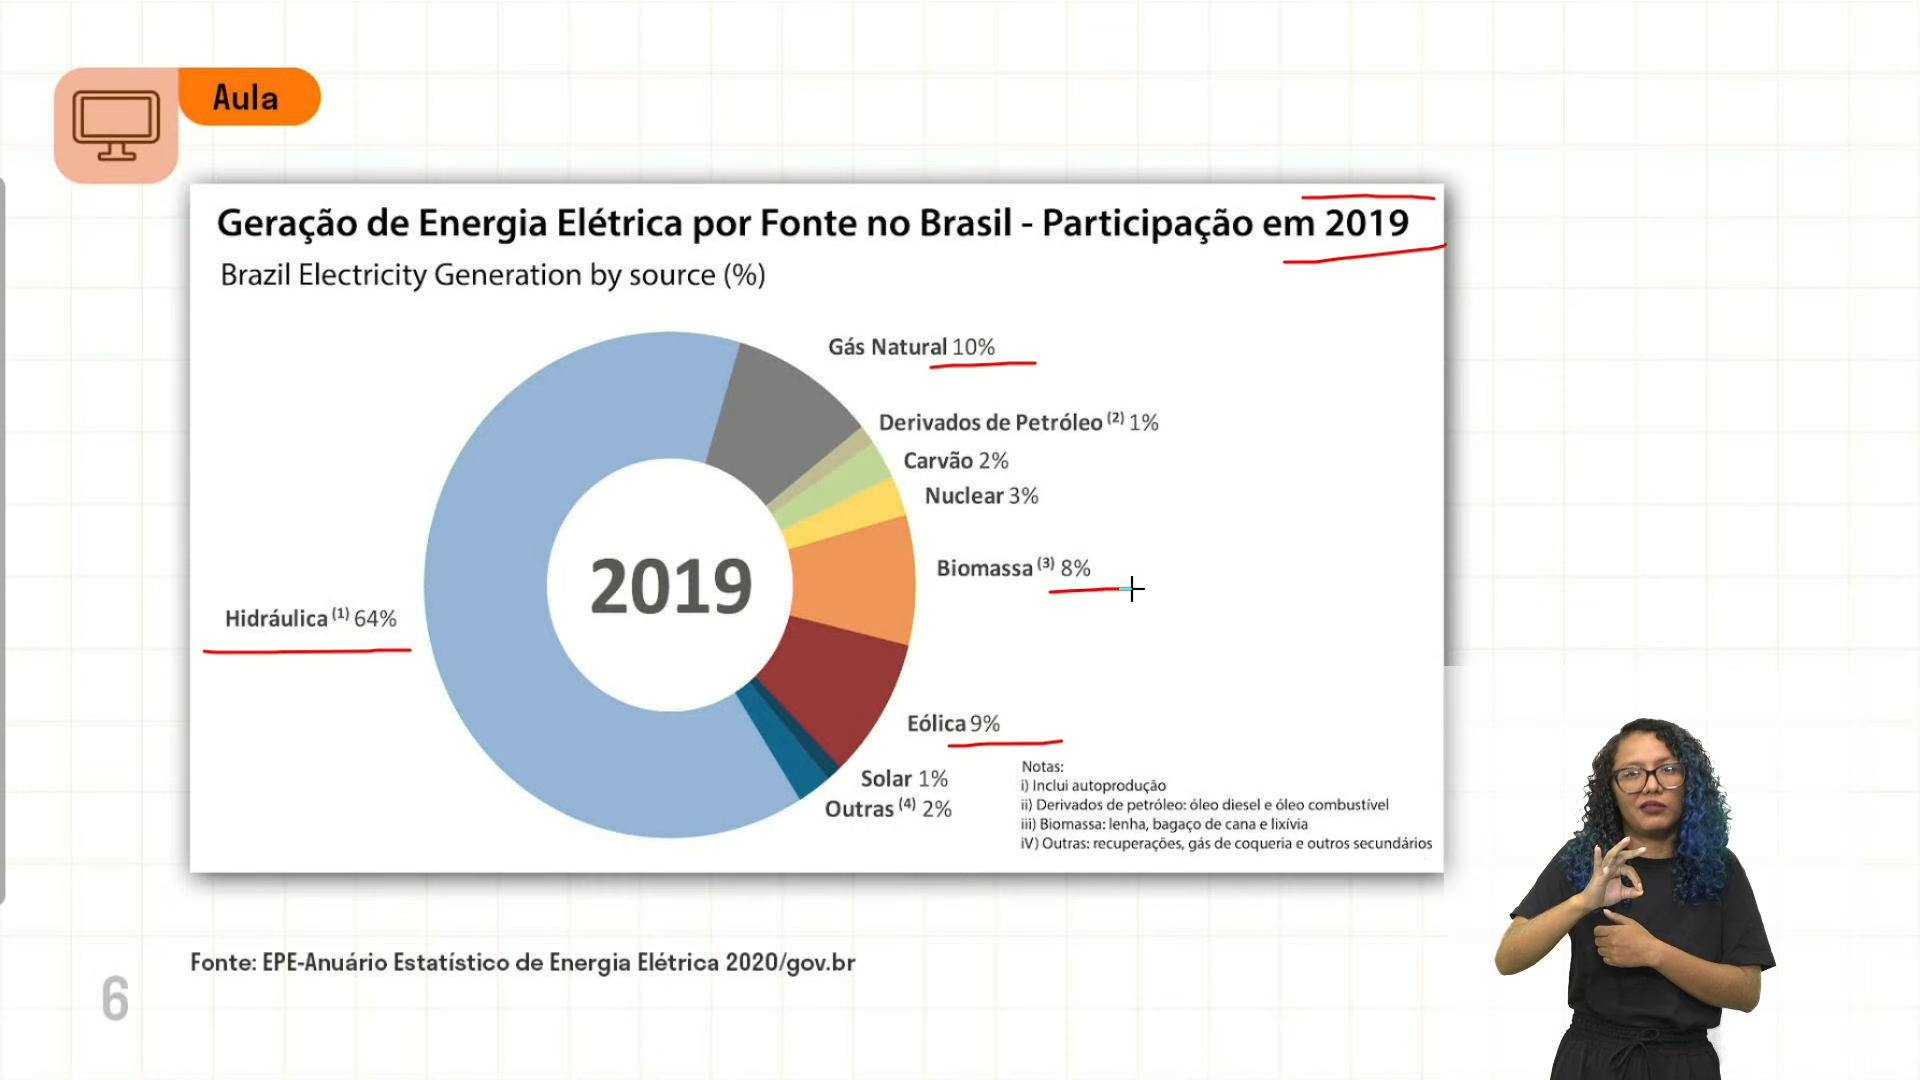 Aula
Geração de Energia Elétrica por Fonte no Brasil - Participação em 2019
Brazil Electricity Generation by source (%)
Gás Natural 10%
Derivados de Petróleo (2) 1%
Carvão 2%
Nuclear 3%
Biomassa (3) 8%
2019
Hidráulica (1) 64%
Eólica 9%
Solar 1%
Outras (4) 2%
Notas:
i) Inclui autoprodução
ii) Derivados de petróleo: óleo diesel e óleo combustível
iii) Biomassa: lenha, bagaço de cana e lixívia
iV) Outras: recuperações, gás de coqueria e outros secundários
Fonte: EPE-Anuário Estatístico de Energia Elétrica 2020/gov.br
6